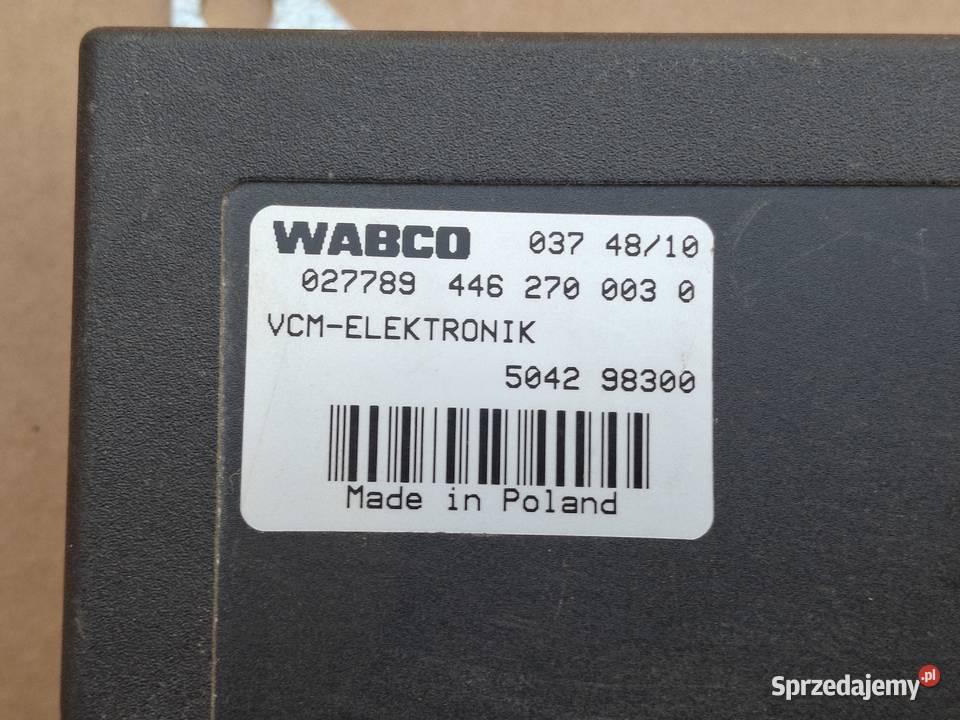 WABCO 037 48/10
027789 446 270 003 0
VCM-ELEKTRONIK
5042 98300
Made in Poland
Sprzedajemy.pl